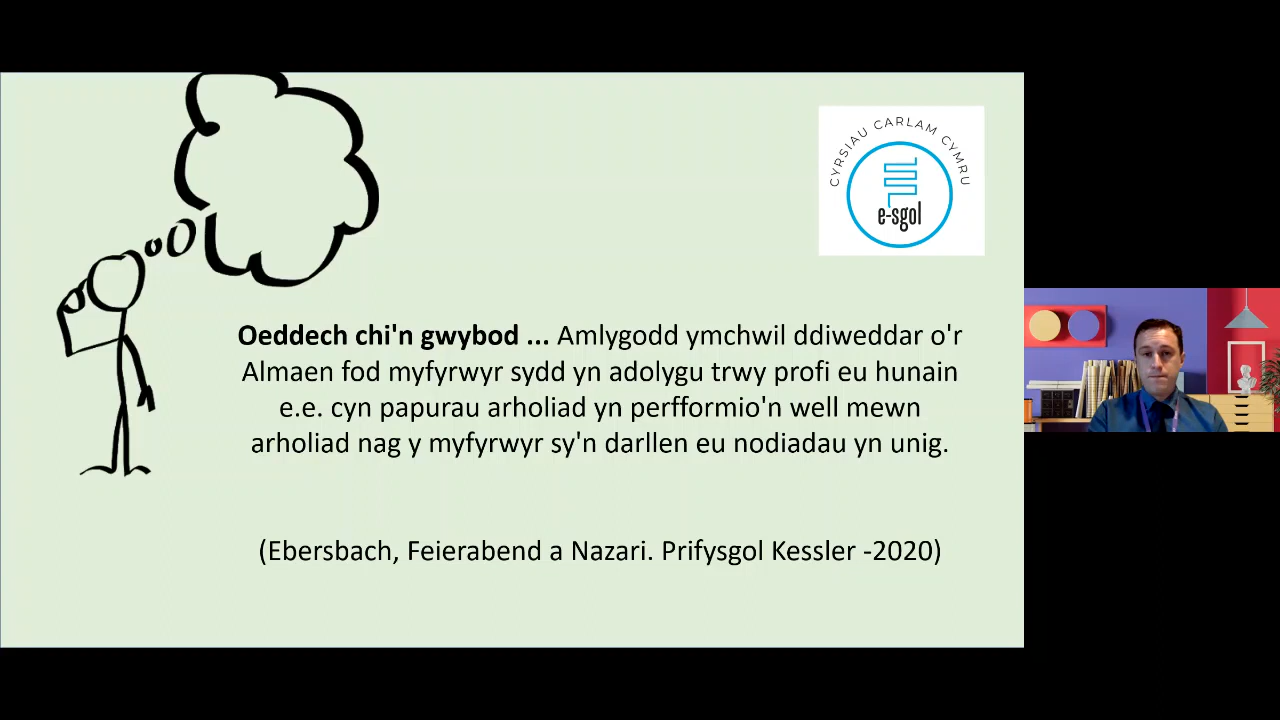 CYRSIAU CARLAM CYMRU
e-sgol
Oeddech chi'n gwybod ... Amlygodd ymchwil ddiweddar o'r
Almaen fod myfyrwyr sydd yn adolygu trwy profi eu hunain
e.e. cyn papurau arholiad yn perfformio'n well mewn
arholiad nag y myfyrwyr sy'n darllen eu nodiadau yn unig.
(Ebersbach, Feierabend a Nazari. Prifysgol Kessler -2020)